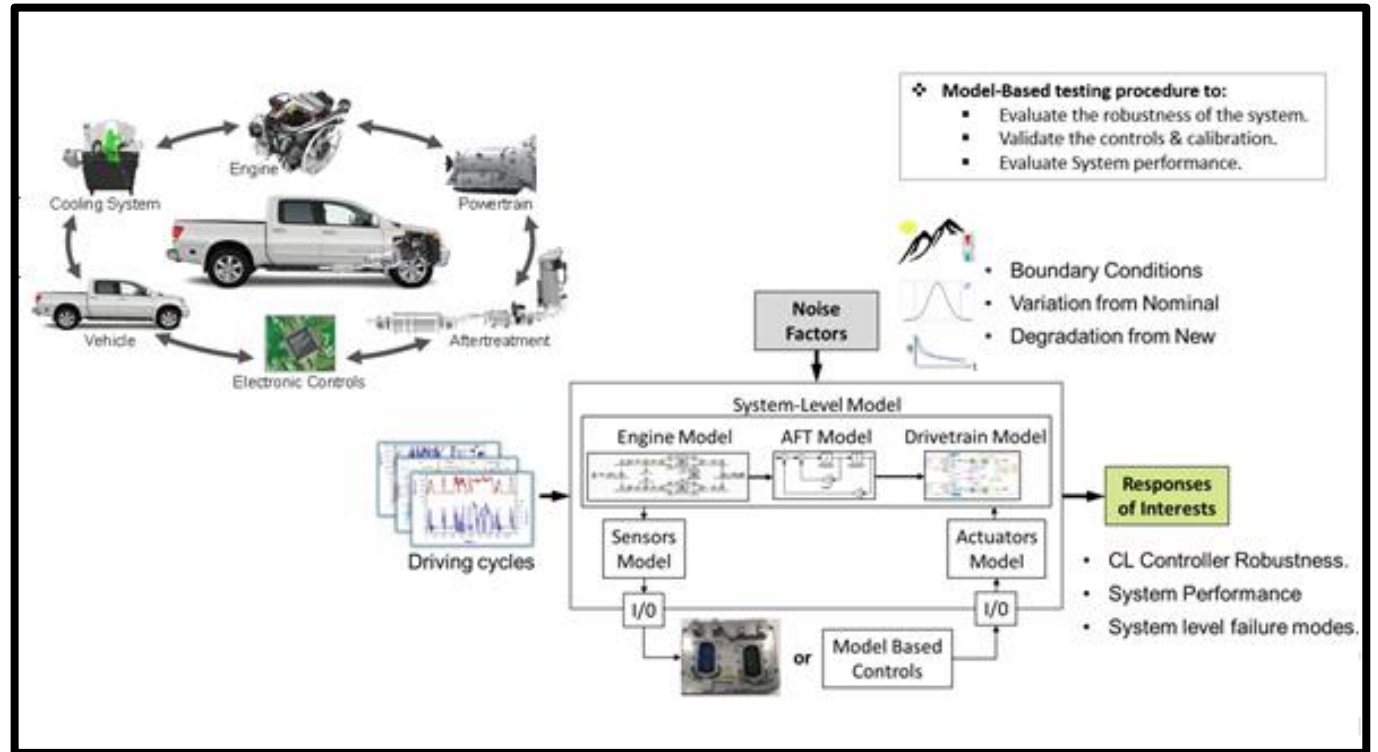 Engine
Cooling System
Powertrain
Vehicle
Aftertreatment
Electronic Controls
❖ Model-Based testing procedure to:
▪ Evaluate the robustness of the system.
▪ Validate the controls & calibration.
▪ Evaluate System performance.
Noise
Factors
• Boundary Conditions
• Variation from Nominal
• Degradation from New
t
System-Level Model
Engine Model
AFT Model
Drivetrain Model
Driving cycles
Sensors
Model
Actuators
Model
I/0
I/0
or
Model Based
Controls
Responses
of Interests
• CL Controller Robustness.
• System Performance
• System level failure modes.